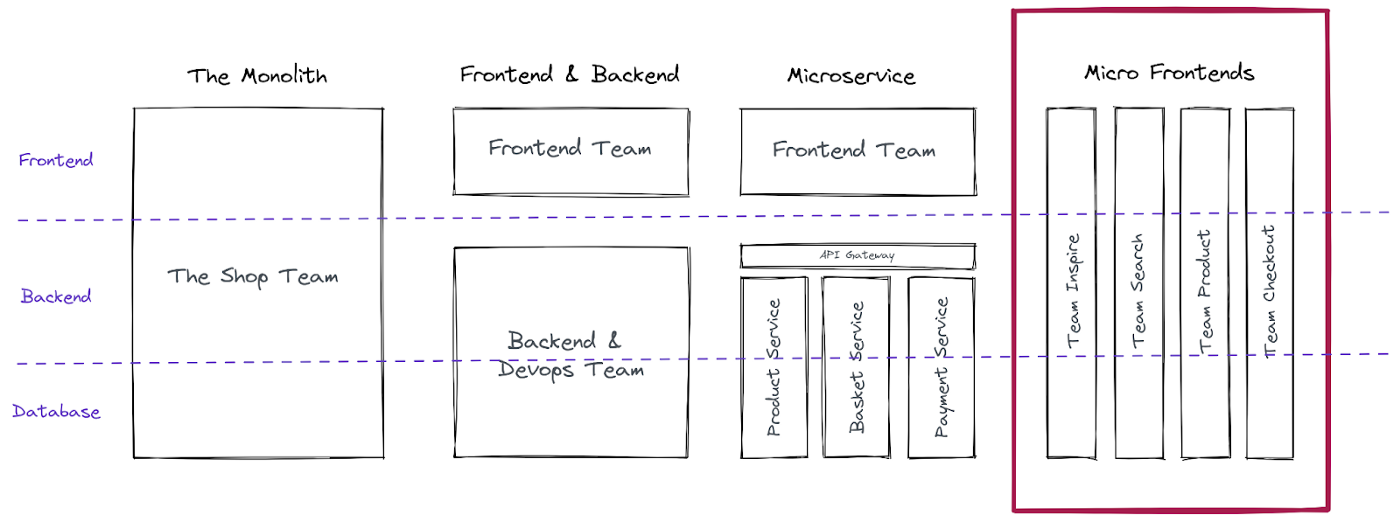 The Monolith
Frontend & Backend
Microservice
Micro Frontends
Frontend
Backend
Database
The Shop Team
Frontend Team
Backend &
Devops Team
Frontend Team
API Gateway
Product Service
Basket Service
Payment Service
Team Inspire
Team Search
Team Product
Team Checkout